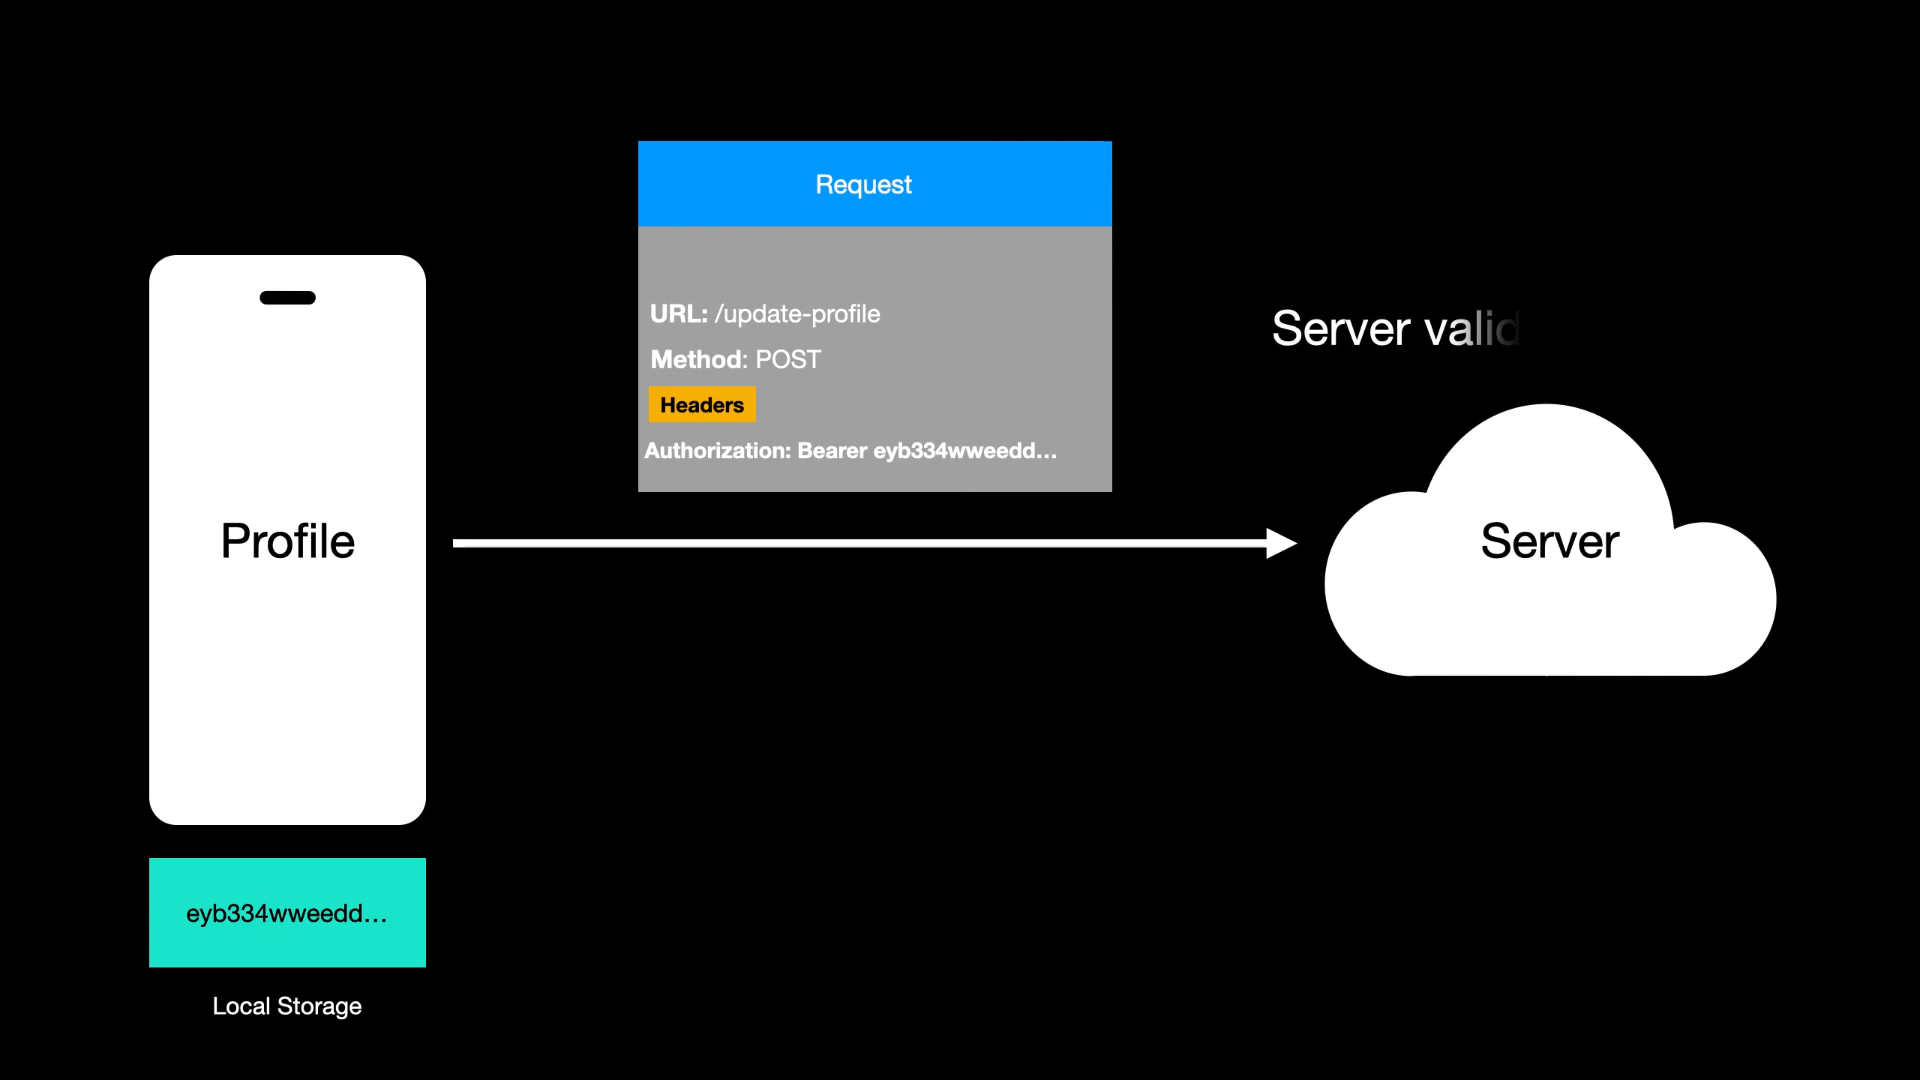 Request
URL: /update-profile
Method: POST
Headers
Authorization: Bearer eyb334wweedd...
Server valid
Profile
Server
eyb334wweedd...
Local Storage